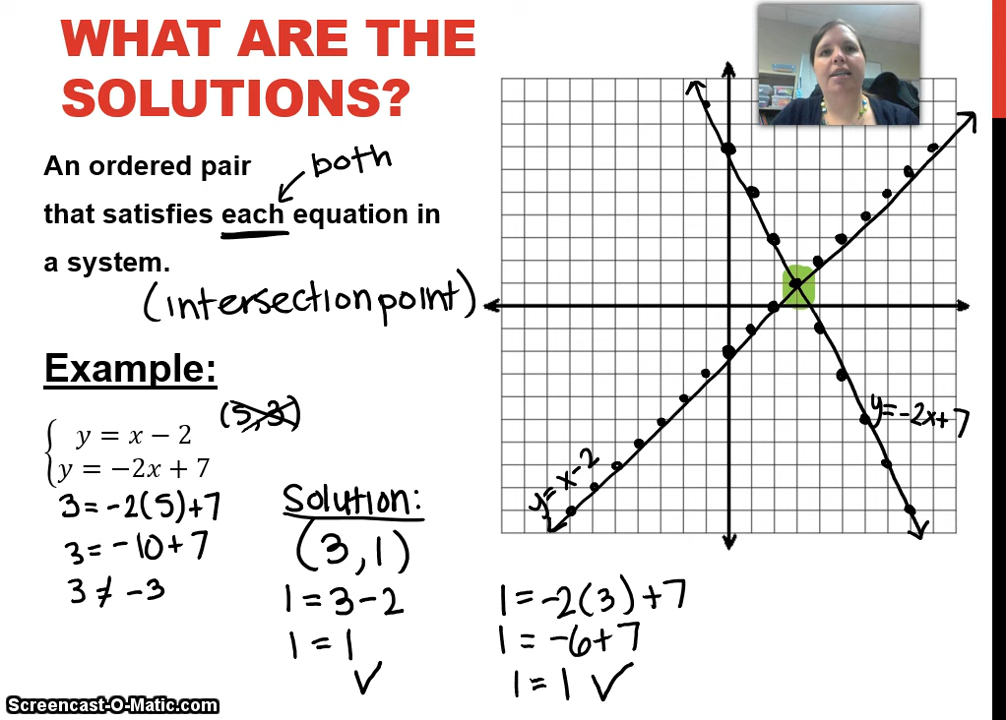 WHAT ARE THE
SOLUTIONS?
An ordered pair
both
that satisfies each equation in
a system.
(intersection point)
Example:
(5,3)
y = x − 2
y = −2x + 7
3 = -2(5)+7
3 = -10+7
3 ≠ -3
Solution:
(3,1)
1 = 3-2
1 = 1
✓
1 = -2(3)+7
1 = -6+7
1 = 1 ✓
y=x-2
y=-2x+7
Screencast-O-Matic.com